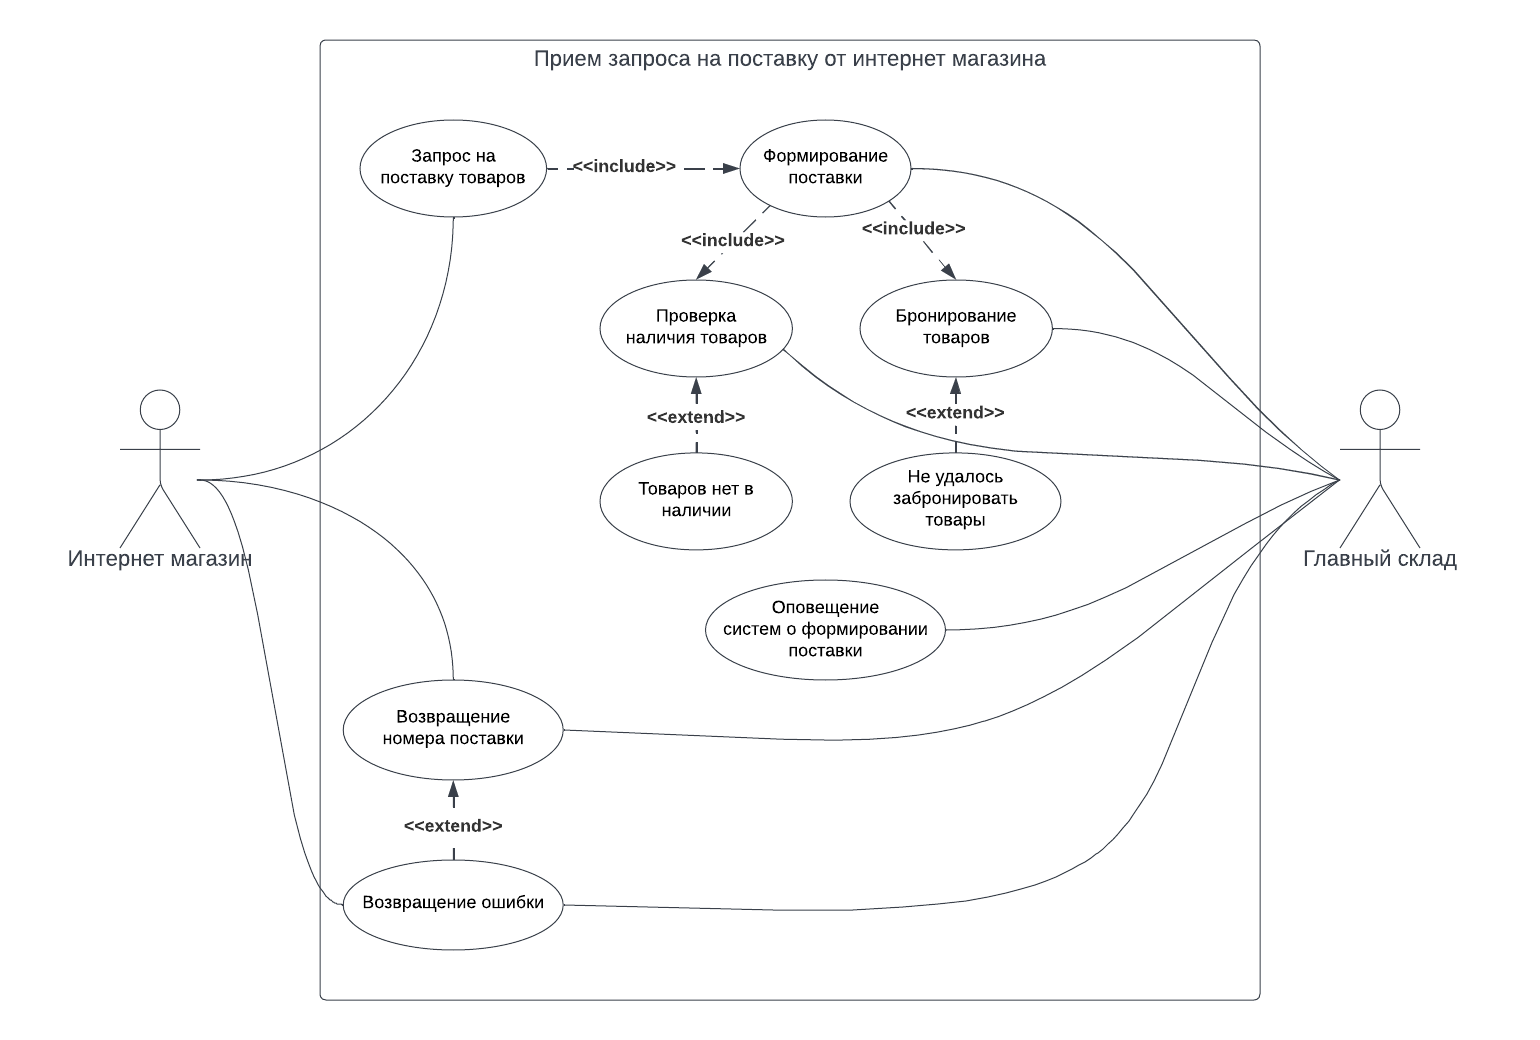 Прием запроса на поставку от интернет магазина
Запрос на
поставку товаров
<<include>>
Формирование
поставки
<<include>>
<<include>>
Проверка
наличия товаров
Бронирование
товаров
<<extend>>
<<extend>>
Товаров нет в
наличии
Не удалось
забронировать
товары
Интернет магазин
Главный склад
Оповещение
систем о формировании
поставки
Возвращение
номера поставки
<<extend>>
Возвращение ошибки